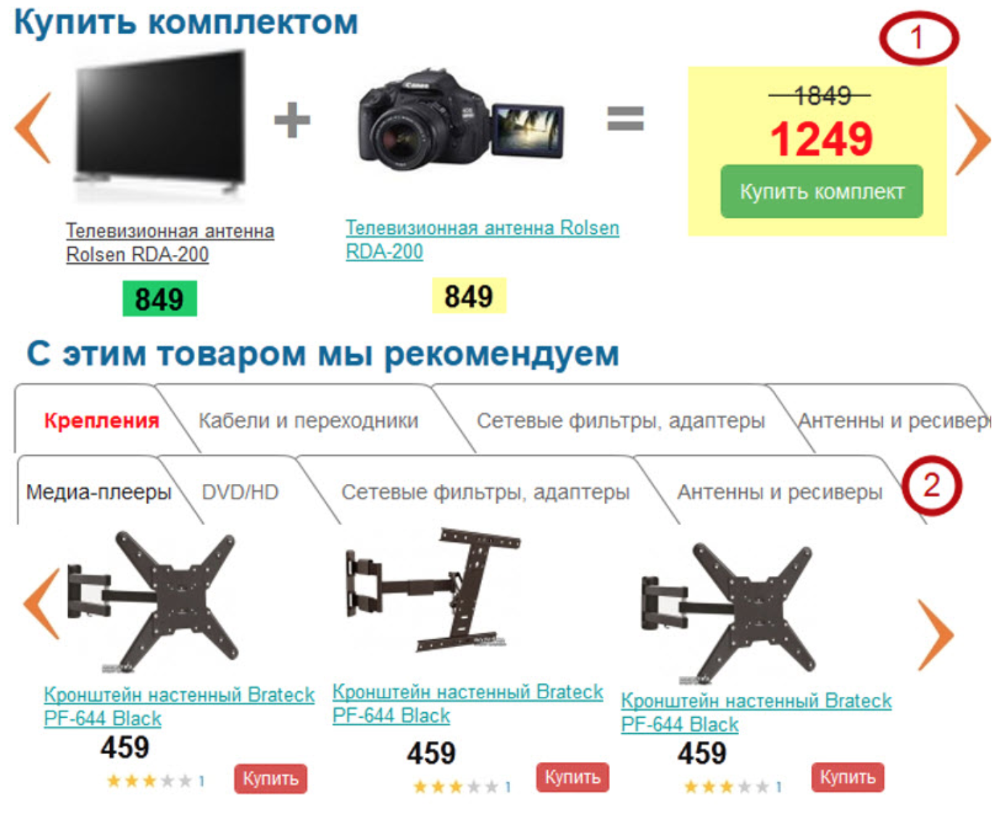 Купить комплектом
1
1849
1249
Купить комплект
Canon
Телевизионная антенна
Rolsen RDA-200
849
Телевизионная антенна Rolsen
RDA-200
849
С этим товаром мы рекомендуем
Крепления
Кабели и переходники
Сетевые фильтры, адаптеры
Антенны и ресивер
Медиа-плееры
DVD/HD
Сетевые фильтры, адаптеры
Антенны и ресиверы
2
Кронштейн настенный Brateck
PF-644 Black
459
1
Купить
Кронштейн настенный Brateck
PF-644 Black
459
1
Купить
Кронштейн настенный Brateck
PF-644 Black
459
1
Купить